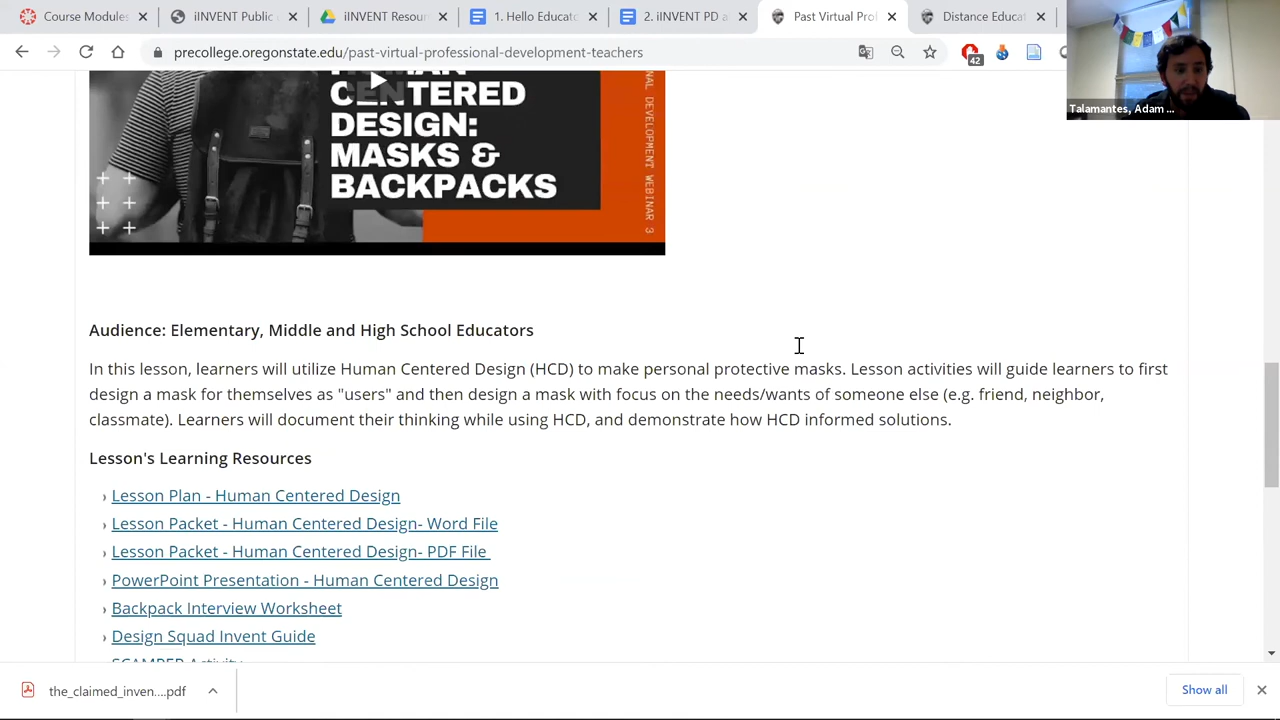 Course Modules:
iINVENT Public
iINVENT Resour
1. Hello Educato
2. iINVENT PD a
Past Virtual Pro
Distance Educat
precollege.oregonstate.edu/past-virtual-professional-development-teachers
42
Talamantes, Adam ...
HUMAN
CENTERED
DESIGN:
MASKS &
BACKPACKS
NAL DEVELOPMENT WEBINAR 3
Audience: Elementary, Middle and High School Educators
In this lesson, learners will utilize Human Centered Design (HCD) to make personal protective masks. Lesson activities will guide learners to first
design a mask for themselves as "users" and then design a mask with focus on the needs/wants of someone else (e.g. friend, neighbor,
classmate). Learners will document their thinking while using HCD, and demonstrate how HCD informed solutions.
Lesson's Learning Resources
› Lesson Plan - Human Centered Design
› Lesson Packet - Human Centered Design- Word File
› Lesson Packet - Human Centered Design- PDF File
› PowerPoint Presentation - Human Centered Design
› Backpack Interview Worksheet
› Design Squad Invent Guide
SCAMPER Activity
the_claimed_inven....pdf
Show all